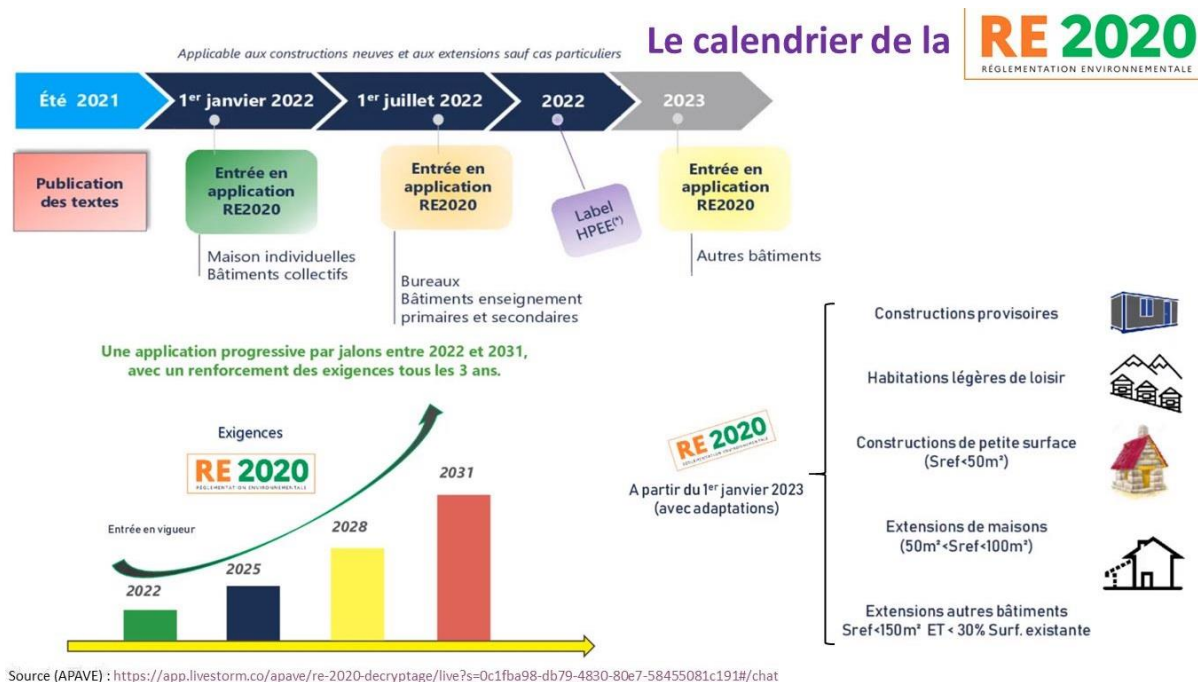 Le calendrier de la
RE 2020
RÉGLEMENTATION ENVIRONNEMENTALE
Applicable aux constructions neuves et aux extensions sauf cas particuliers
Été 2021
1er janvier 2022
1er juillet 2022
2022
2023
Publication
des textes
Entrée en
application
RE2020
Maison individuelles
Bâtiments collectifs
Entrée en
application
RE2020
Bureaux
Bâtiments enseignement
primaires et secondaires
Label
HPEE(*)
Entrée en
application
RE2020
Autres bâtiments
Une application progressive par jalons entre 2022 et 2031,
avec un renforcement des exigences tous les 3 ans.
Exigences
RE 2020
RÉGLEMENTATION ENVIRONNEMENTALE
Entrée en vigueur
2022
2025
2028
2031
RE 2020
RÉGLEMENTATION ENVIRONNEMENTALE
A partir du 1er janvier 2023
(avec adaptations)
Constructions provisoires
Habitations légères de loisir
Constructions de petite surface
(Sref<50m²)
Extensions de maisons
(50m²<Sref<100m²)
Extensions autres bâtiments
Sref<150m² ET < 30% Surf. existante
Source (APAVE) : https://app.livestorm.co/apave/re-2020-decryptage/live?s=0c1fba98-db79-4830-80e7-58455081c191#/chat